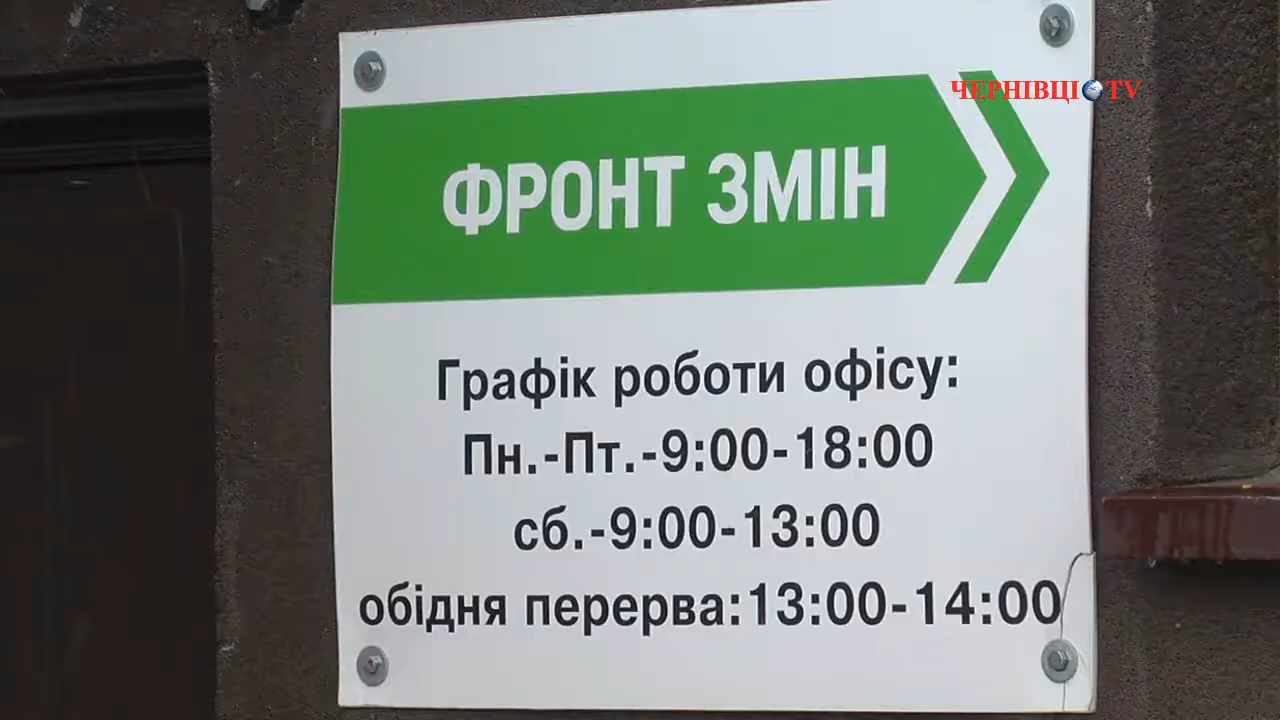 ЧЕРНІВЦІ TV
ФРОНТ ЗМІН
Графік роботи офісу:
Пн.-Пт.-9:00-18:00
сб.-9:00-13:00
обідня перерва:13:00-14:00